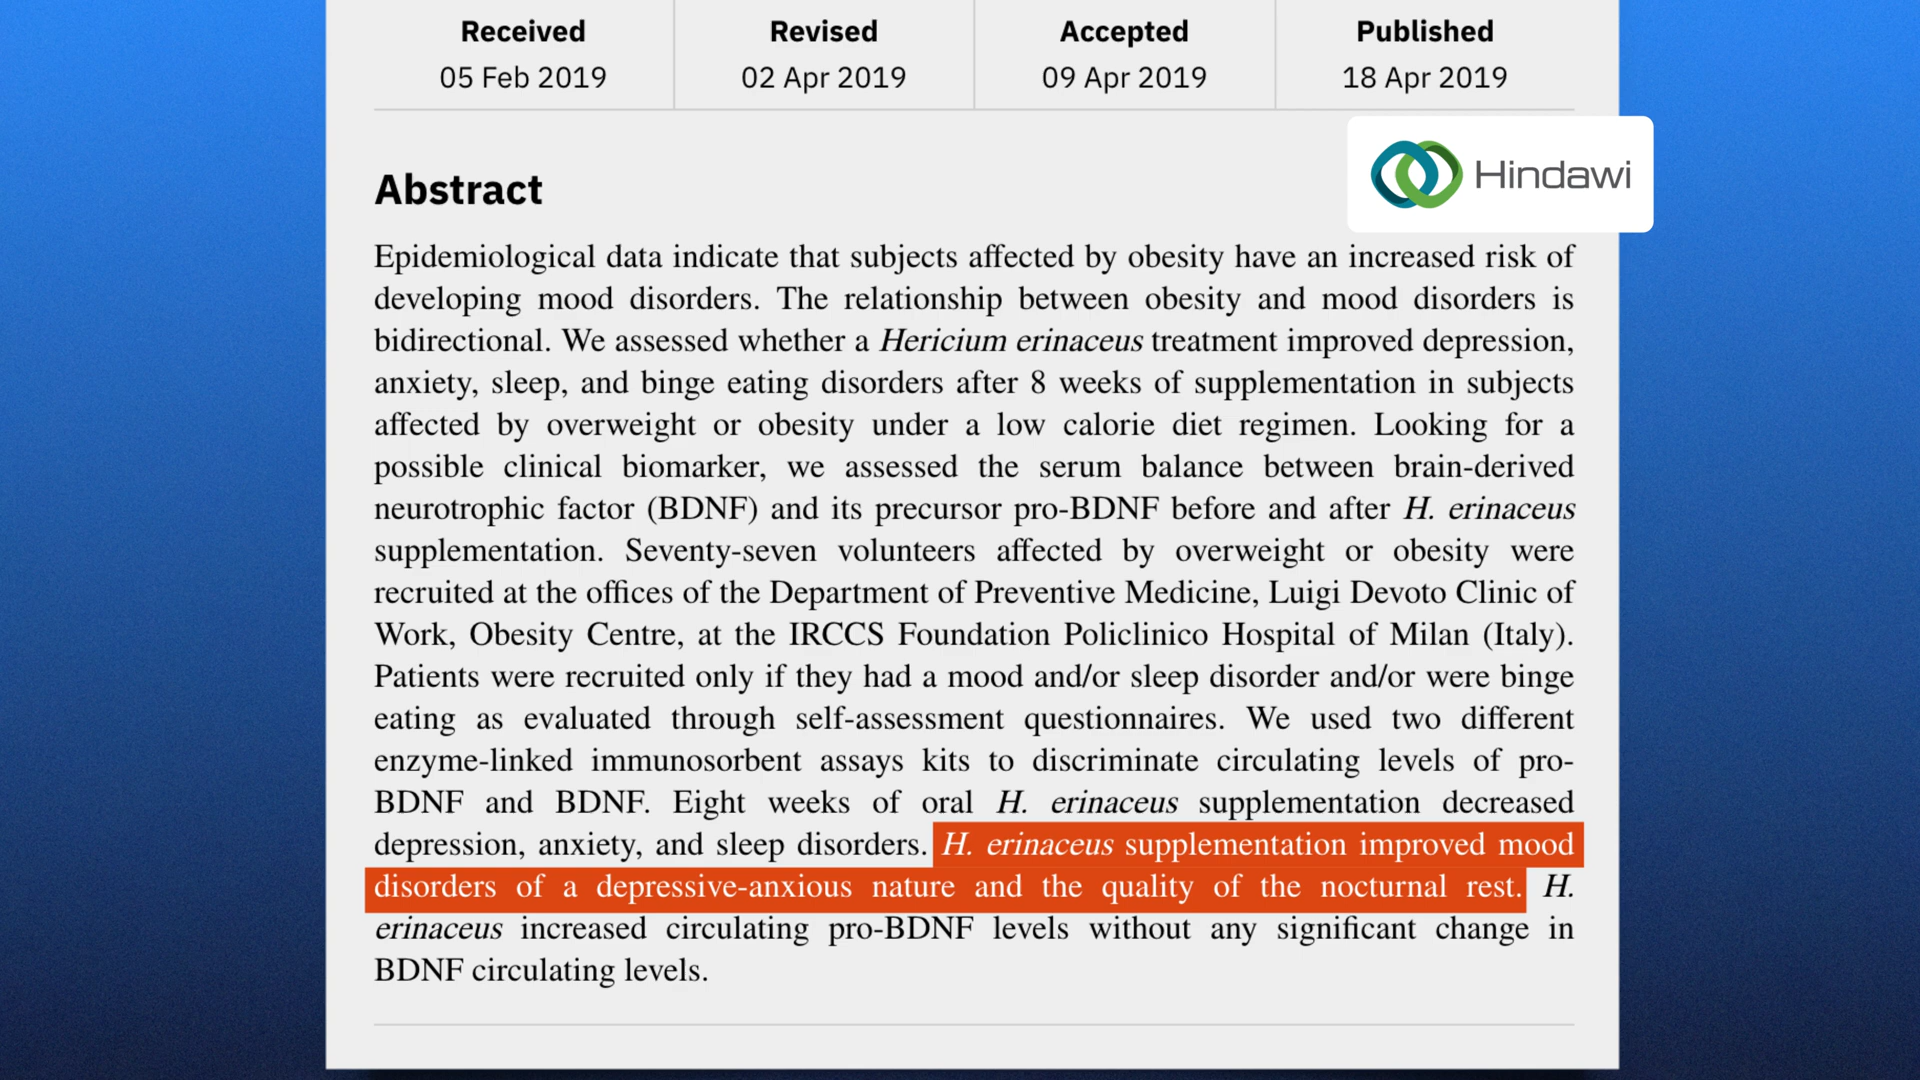 Received Revised Accepted Published
05 Feb 2019 02 Apr 2019 09 Apr 2019 18 Apr 2019
Hindawi
Abstract
Epidemiological data indicate that subjects affected by obesity have an increased risk of
developing mood disorders. The relationship between obesity and mood disorders is
bidirectional. We assessed whether a Hericium erinaceus treatment improved depression,
anxiety, sleep, and binge eating disorders after 8 weeks of supplementation in subjects
affected by overweight or obesity under a low calorie diet regimen. Looking for a
possible clinical biomarker, we assessed the serum balance between brain-derived
neurotrophic factor (BDNF) and its precursor pro-BDNF before and after H. erinaceus
supplementation. Seventy-seven volunteers affected by overweight or obesity were
recruited at the offices of the Department of Preventive Medicine, Luigi Devoto Clinic of
Work, Obesity Centre, at the IRCCS Foundation Policlinico Hospital of Milan (Italy).
Patients were recruited only if they had a mood and/or sleep disorder and/or were binge
eating as evaluated through self-assessment questionnaires. We used two different
enzyme-linked immunosorbent assays kits to discriminate circulating levels of pro-
BDNF and BDNF. Eight weeks of oral H. erinaceus supplementation decreased
depression, anxiety, and sleep disorders. H. erinaceus supplementation improved mood
disorders of a depressive-anxious nature and the quality of the nocturnal rest. H.
erinaceus increased circulating pro-BDNF levels without any significant change in
BDNF circulating levels.